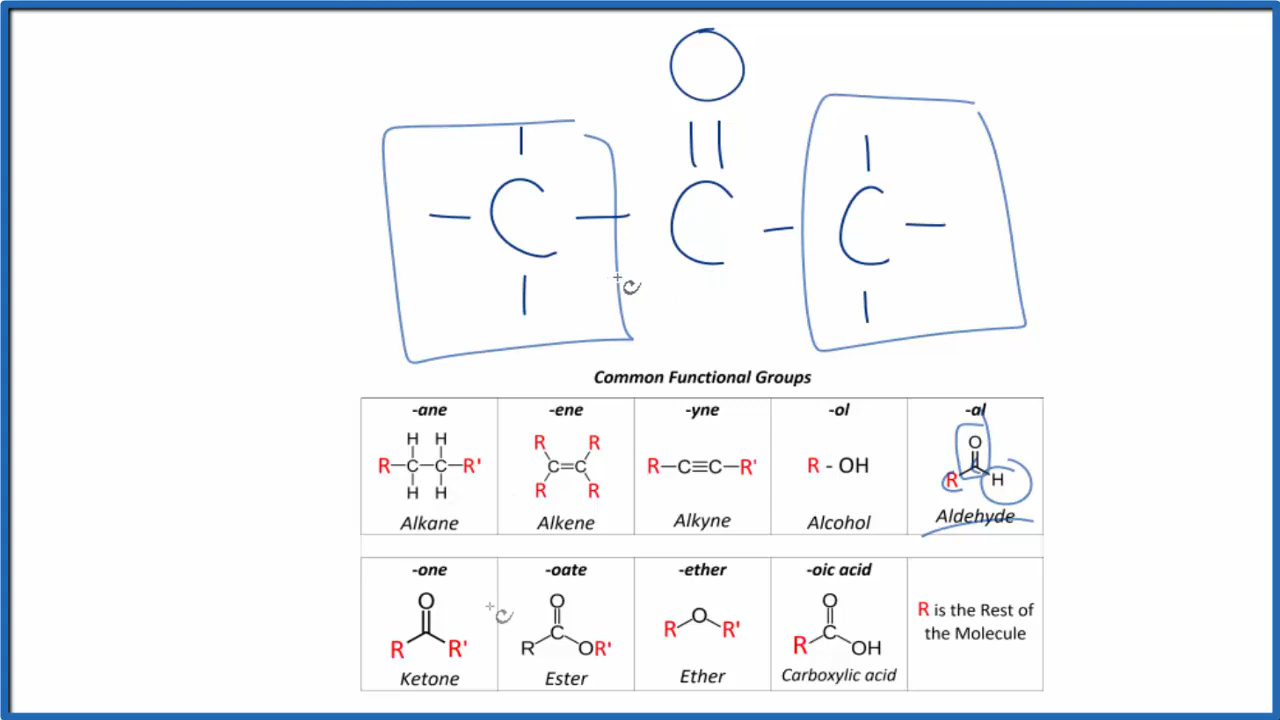 O
C C C
Common Functional Groups
-ane -ene -yne -ol -al
H H R R O
R-C-C-R' C=C R-C≡C-R' R - OH R H
H H R R
Alkane Alkene Alkyne Alcohol Aldehyde
-one -oate -ether -oic acid
O O O O R is the Rest of
C R R' C the Molecule
R R' R OR' R OH
Ketone Ester Ether Carboxylic acid